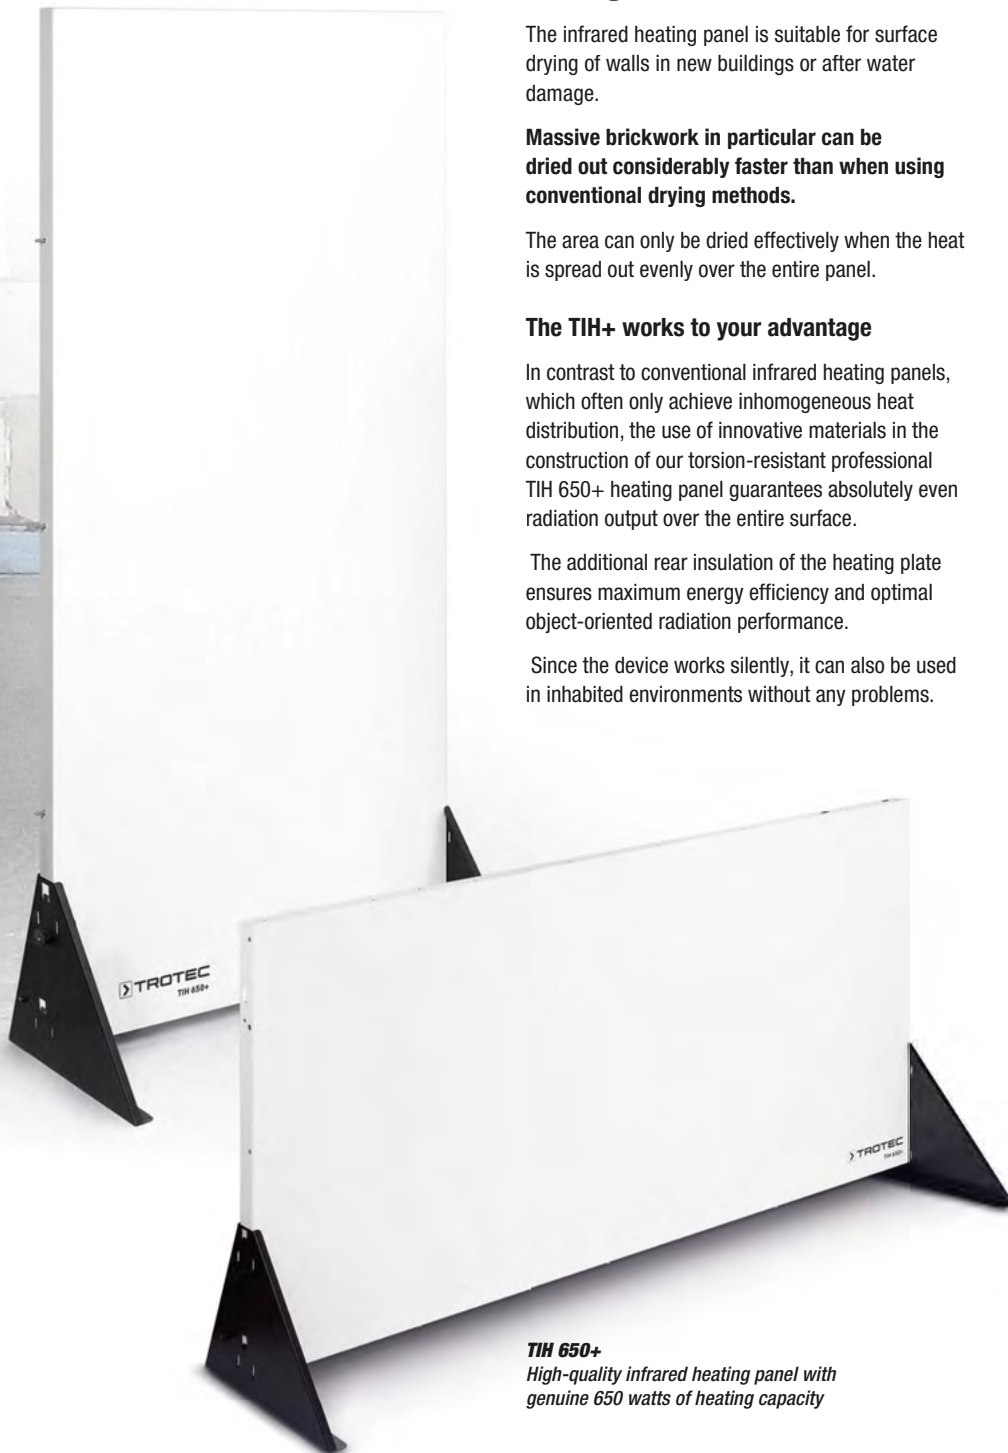 The infrared heating panel is suitable for surface
drying of walls in new buildings or after water
damage.
Massive brickwork in particular can be
dried out considerably faster than when using
conventional drying methods.
The area can only be dried effectively when the heat
is spread out evenly over the entire panel.
The TIH+ works to your advantage
In contrast to conventional infrared heating panels,
which often only achieve inhomogeneous heat
distribution, the use of innovative materials in the
construction of our torsion-resistant professional
TIH 650+ heating panel guarantees absolutely even
radiation output over the entire surface.
The additional rear insulation of the heating plate
ensures maximum energy efficiency and optimal
object-oriented radiation performance.
Since the device works silently, it can also be used
in inhabited environments without any problems.
TROTEC
TIH 650+
TROTEC
TIH 650+
TIH 650+
High-quality infrared heating panel with
genuine 650 watts of heating capacity